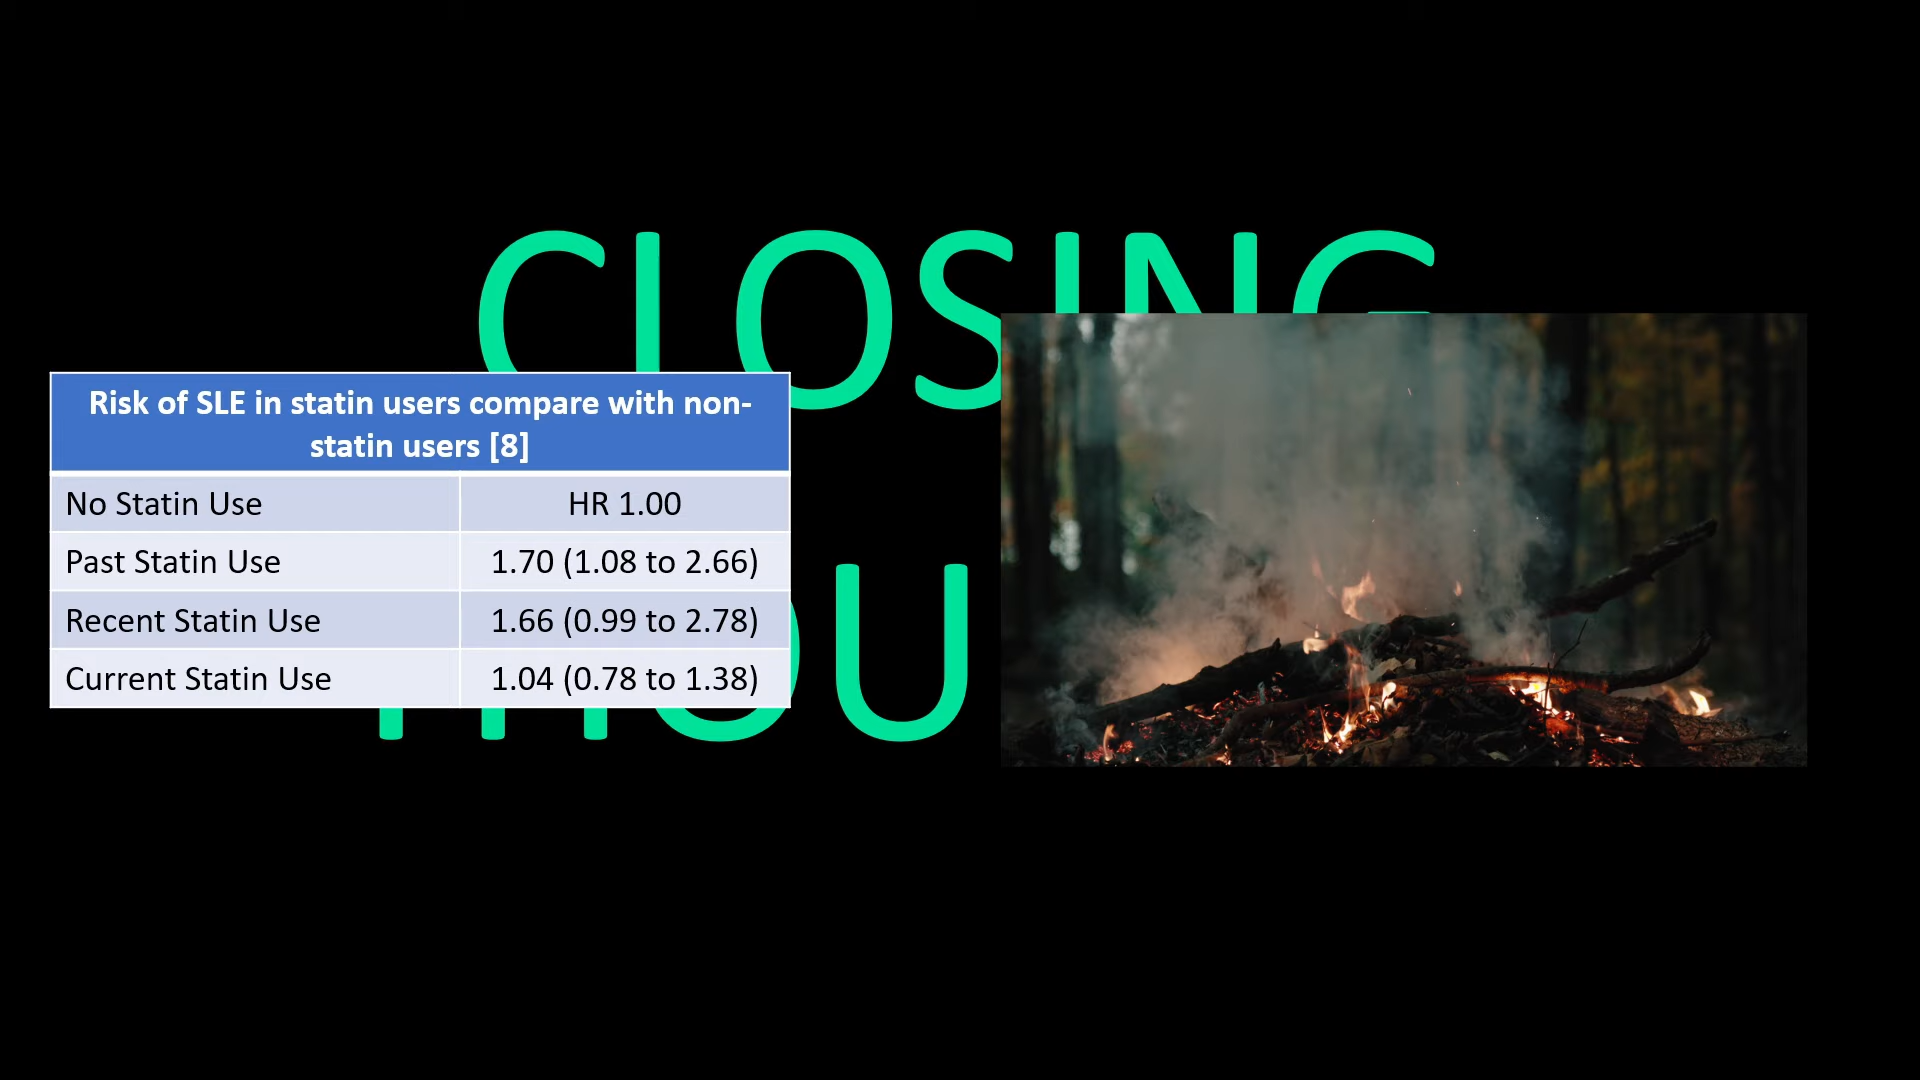 CLOSING
Risk of SLE in statin users compare with non-
statin users [8]
No Statin Use HR 1.00
Past Statin Use 1.70 (1.08 to 2.66)
Recent Statin Use 1.66 (0.99 to 2.78)
Current Statin Use 1.04 (0.78 to 1.38)